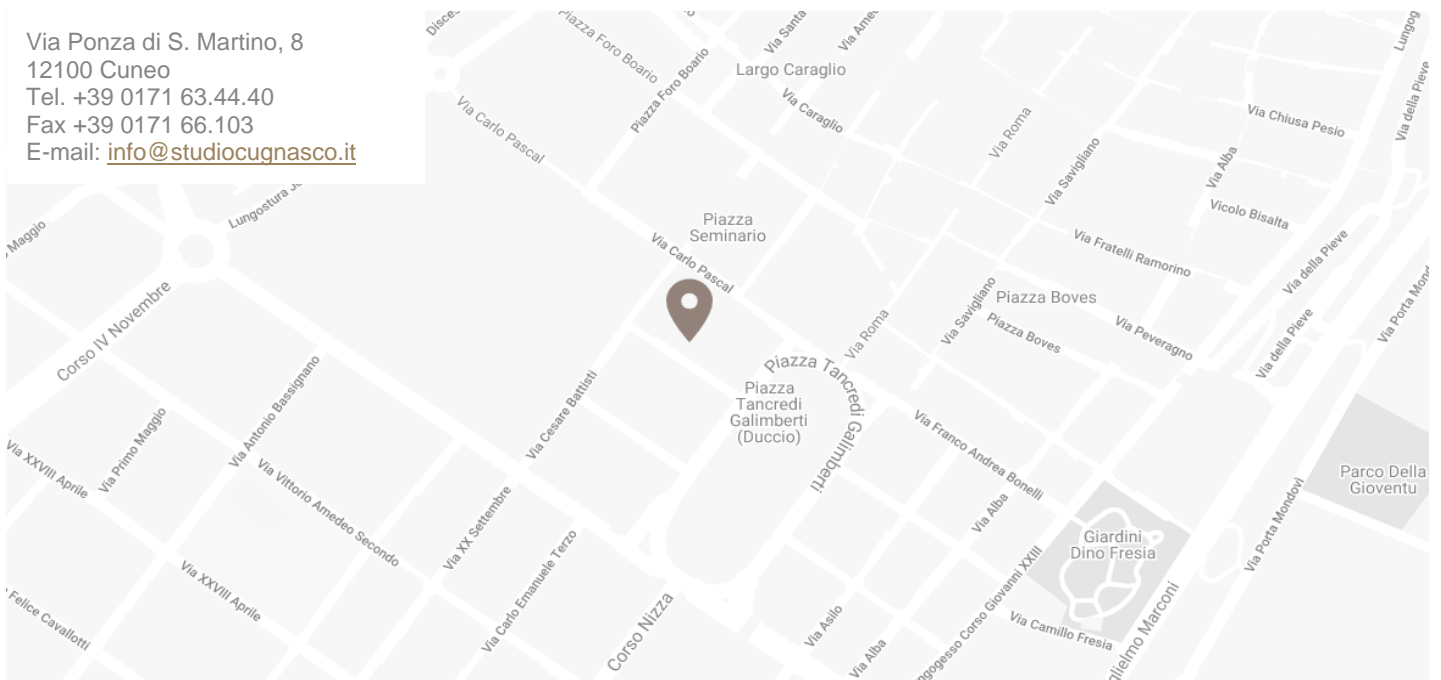 Via Ponza di S. Martino, 8
12100 Cuneo
Tel. +39 0171 63.44.40
Fax +39 0171 66.103
E-mail: info@studiocugnasco.it
Piazza Foro Boario
Piazza Foro Boario
Via Santa
Largo Caraglio
Via Caraglio
Via Carlo Pascal
Via Roma
Via Chiusa Pesio
Via della Pieve
Via Savigliano
Via Alba
Vicolo Bisalta
Lungostura
Maggio
Piazza
Seminario
Via Carlo Pascal
Via Fratelli Ramorino
Via della Pieve
Corso IV Novembre
Piazza Boves
Via Savigliano
Piazza Boves
Via Peveragno
Via Roma
Via della Pieve
Via Porta
Piazza Tancredi Galimberti
Piazza
Tancredi
Galimberti
(Duccio)
Via Cesare Battisti
Via Antonio Bassignano
Via Primo Maggio
Via XXVIII Aprile
Via Vittorio Amedeo Secondo
Via Franco Andrea Bonelli
Via XX Settembre
Via Alba
Parco Della
Gioventu
Via Porta Mondovi
Giardini
Dino Fresia
Via Carlo Emanuele Terzo
Via XXVIII Aprile
Felice Cavallotti
Corso Nizza
Via Asilo
Via Alba
Corso Giovanni XXIII
Via Camillo Fresia
Marconi